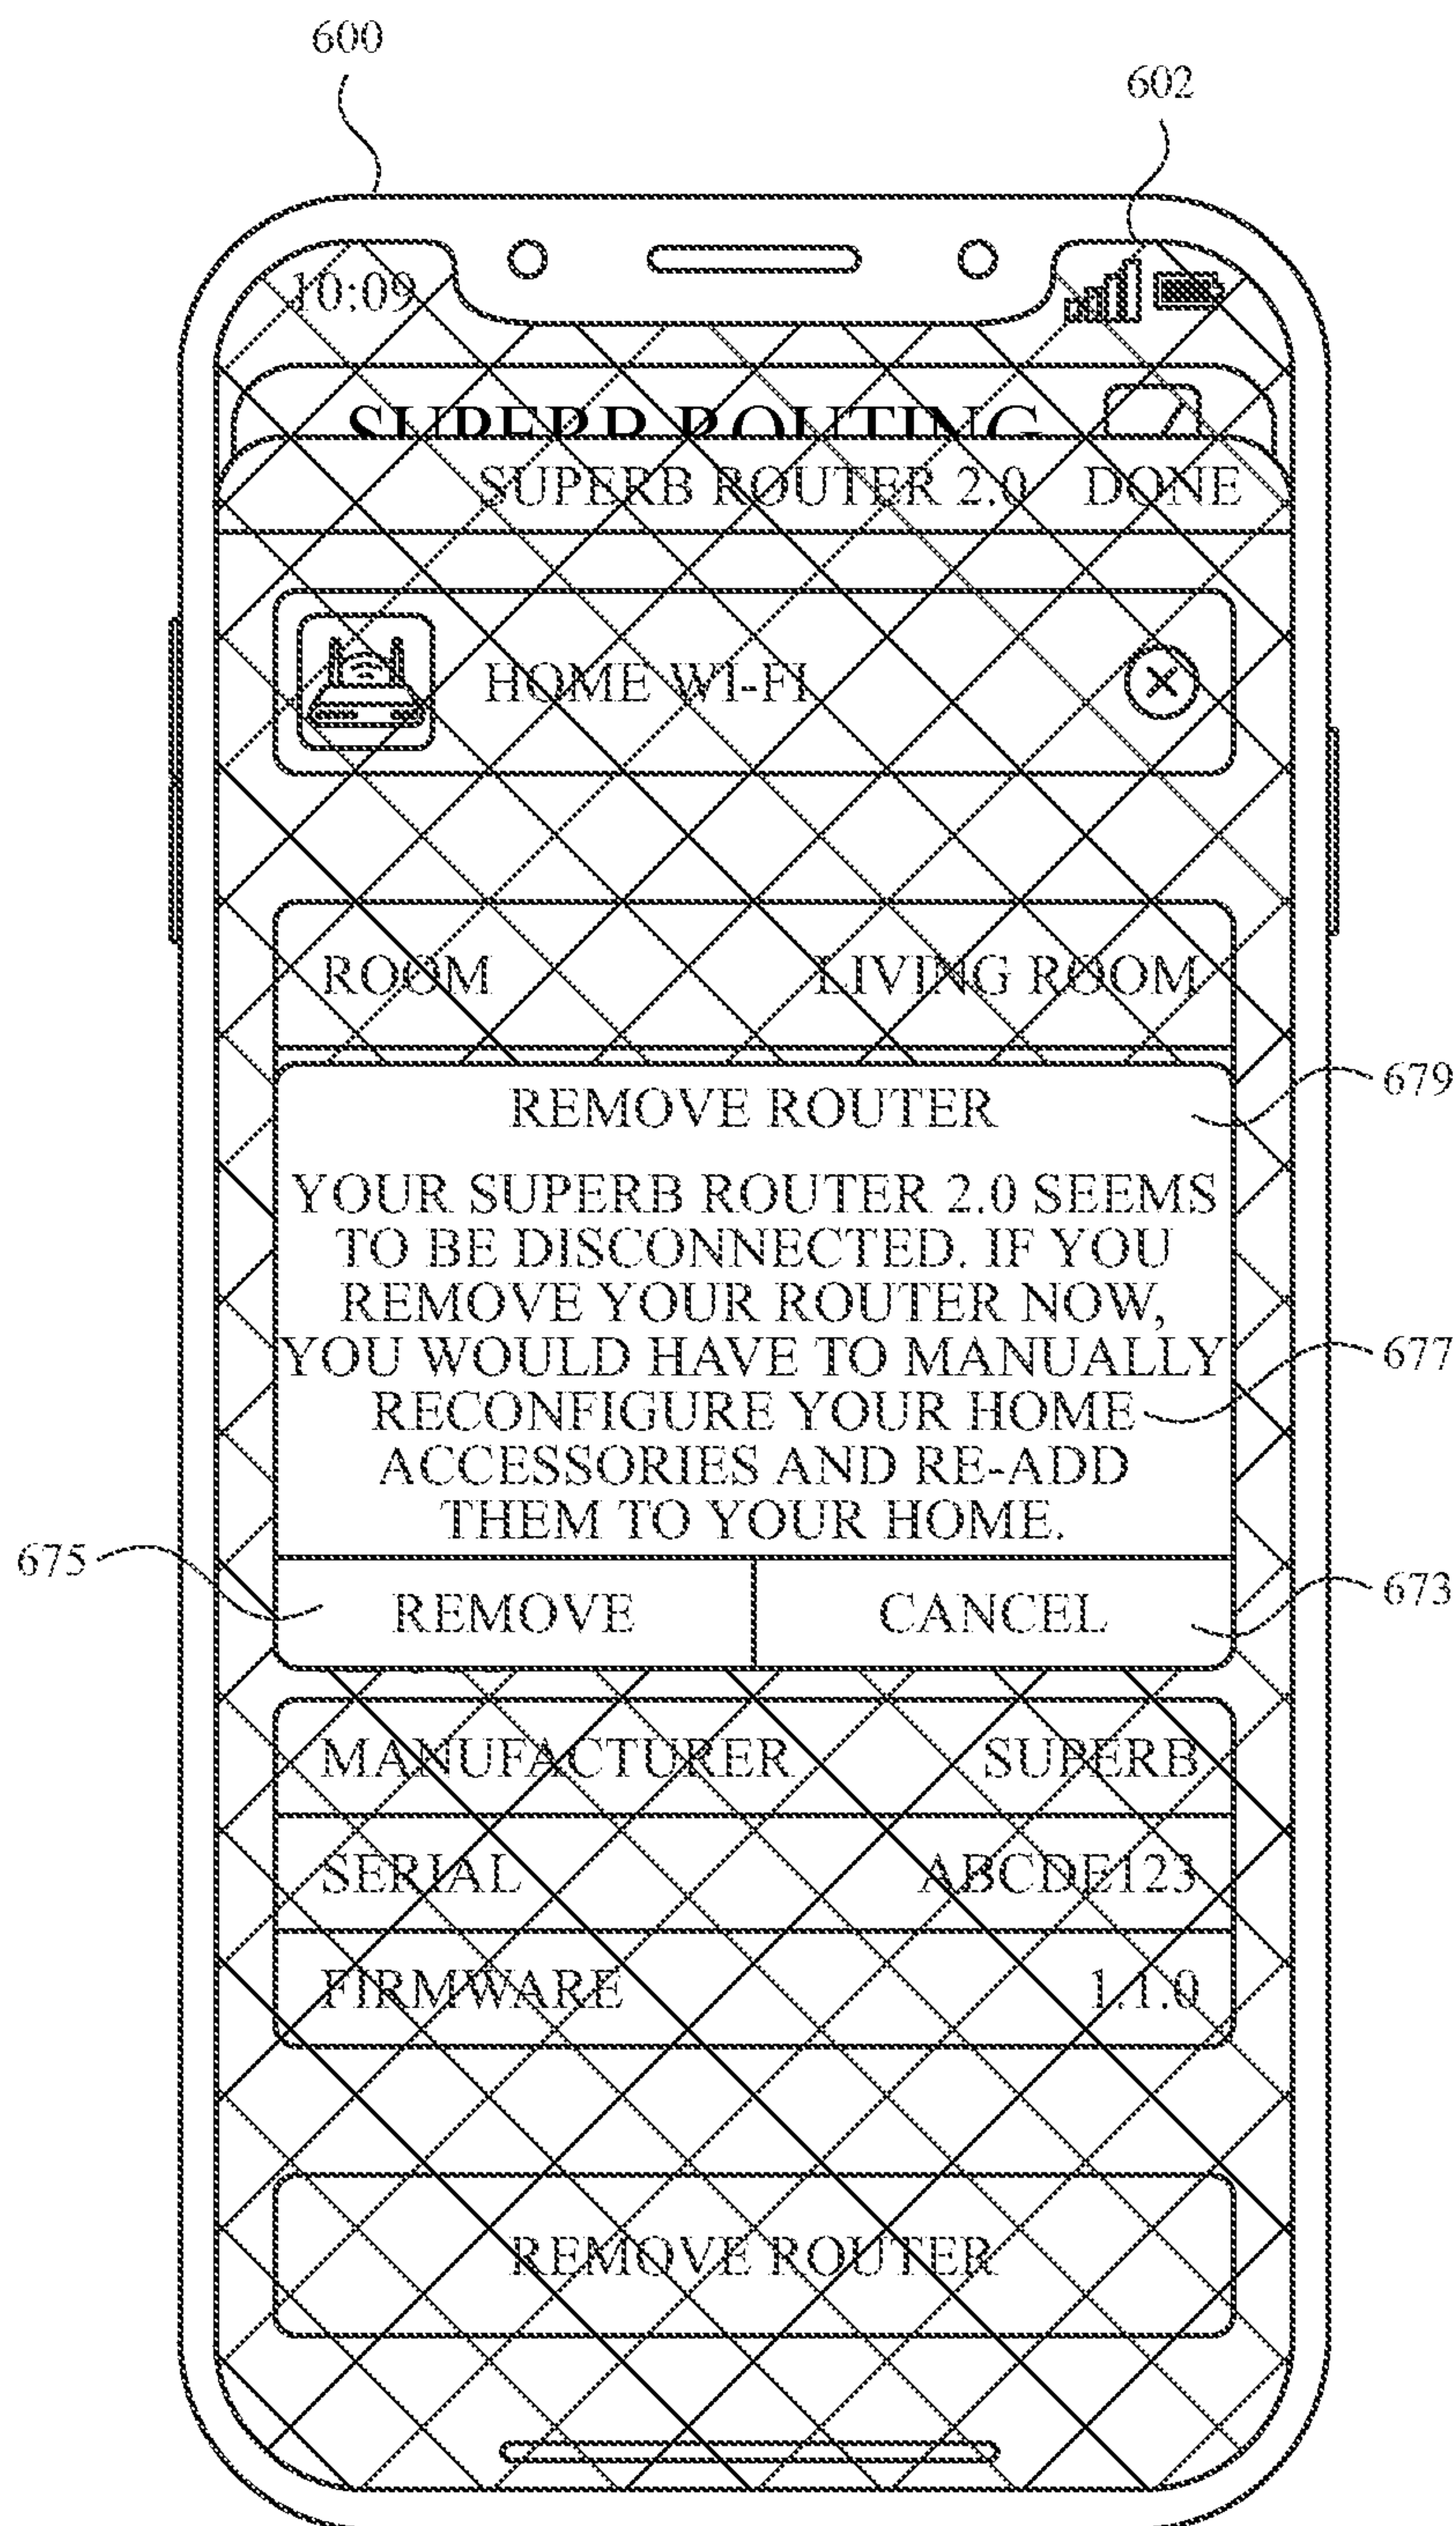 600
602
10:09
SUPERB ROUTING
SUPERB ROUTER 2.0 DONE
HOME WI-FI
ROOM LIVING ROOM
REMOVE ROUTER
679
YOUR SUPERB ROUTER 2.0 SEEMS
TO BE DISCONNECTED. IF YOU
REMOVE YOUR ROUTER NOW,
YOU WOULD HAVE TO MANUALLY
677
RECONFIGURE YOUR HOME
ACCESSORIES AND RE-ADD
THEM TO YOUR HOME.
675
REMOVE CANCEL
673
MANUFACTURER SUPERB
SERIAL ABCDE123
FIRMWARE 1.1.0
REMOVE ROUTER